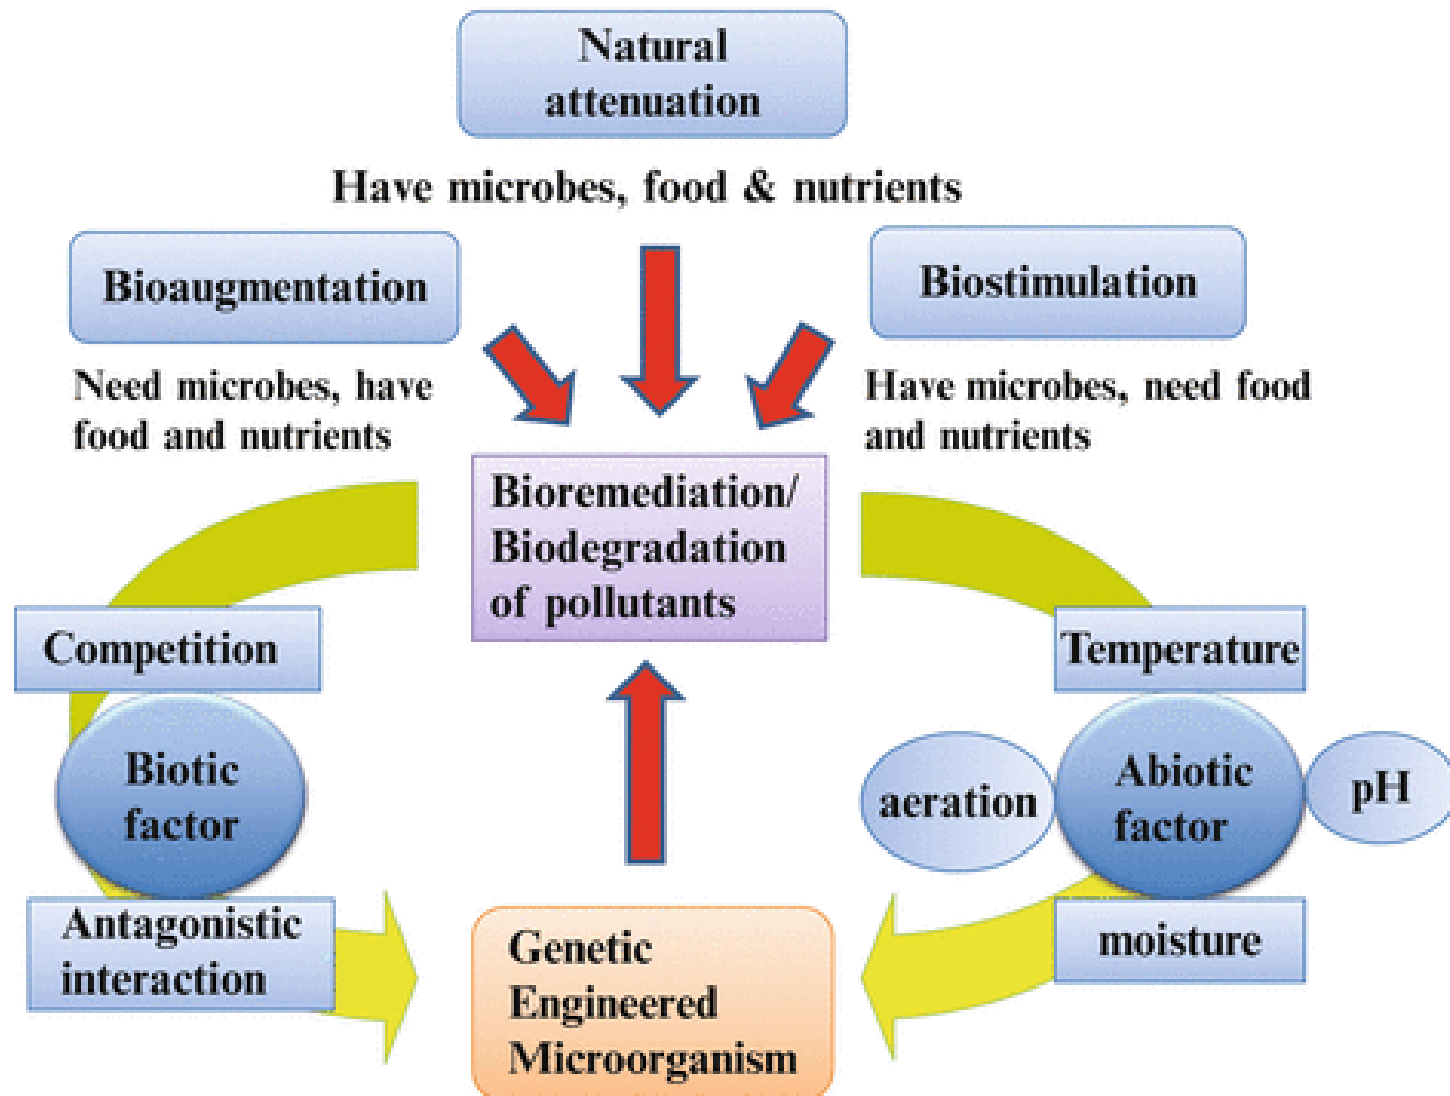 Natural
attenuation
Have microbes, food & nutrients
Bioaugmentation
Need microbes, have
food and nutrients
Biostimulation
Have microbes, need food
and nutrients
Bioremediation/
Biodegradation
of pollutants
Competition
Biotic
factor
Antagonistic
interaction
Temperature
aeration
Abiotic
factor
pH
moisture
Genetic
Engineered
Microorganism